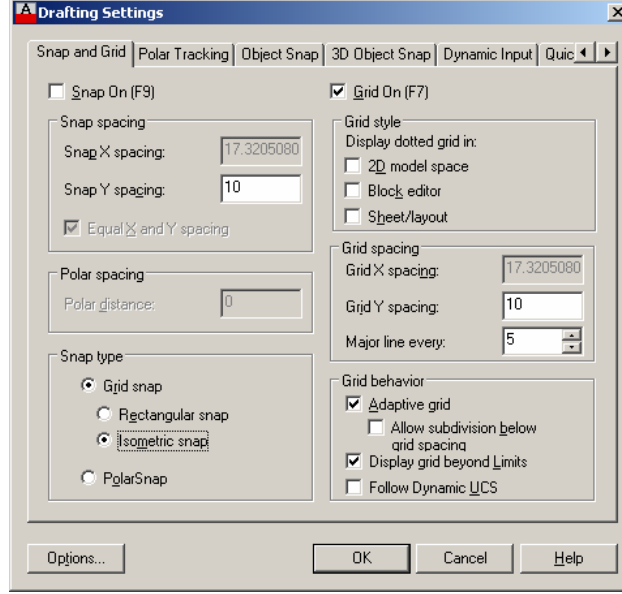 Drafting Settings
Snap and Grid Polar Tracking Object Snap 3D Object Snap Dynamic Input Quic
Snap On (F9)
Snap spacing
Snap X spacing: 17.3205080
Snap Y spacing: 10
Equal X and Y spacing
Polar spacing
Polar distance: 0
Snap type
Grid snap
Rectangular snap
Isometric snap
PolarSnap
Grid On (F7)
Grid style
Display dotted grid in:
2D model space
Block editor
Sheet/layout
Grid spacing
Grid X spacing: 17.3205080
Grid Y spacing: 10
Major line every: 5
Grid behavior
Adaptive grid
Allow subdivision below
grid spacing
Display grid beyond Limits
Follow Dynamic UCS
Options... OK Cancel Help